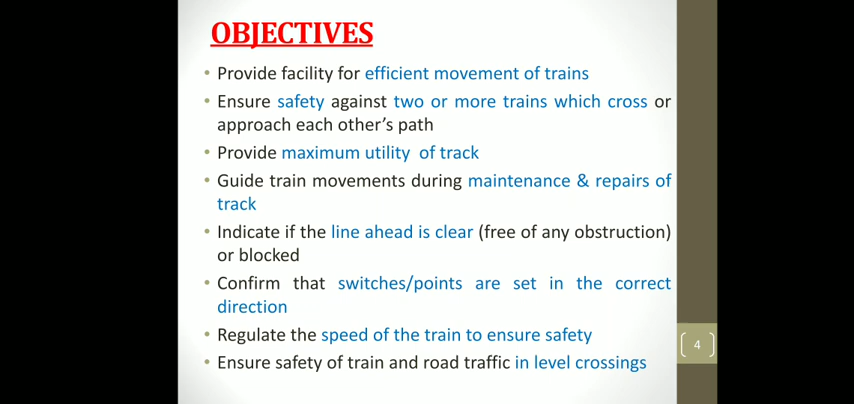 OBJECTIVES
• Provide facility for efficient movement of trains
• Ensure safety against two or more trains which cross or
approach each other's path
• Provide maximum utility of track
• Guide train movements during maintenance & repairs of
track
• Indicate if the line ahead is clear (free of any obstruction)
or blocked
• Confirm that switches/points are set in the correct
direction
• Regulate the speed of the train to ensure safety
• Ensure safety of train and road traffic in level crossings
4